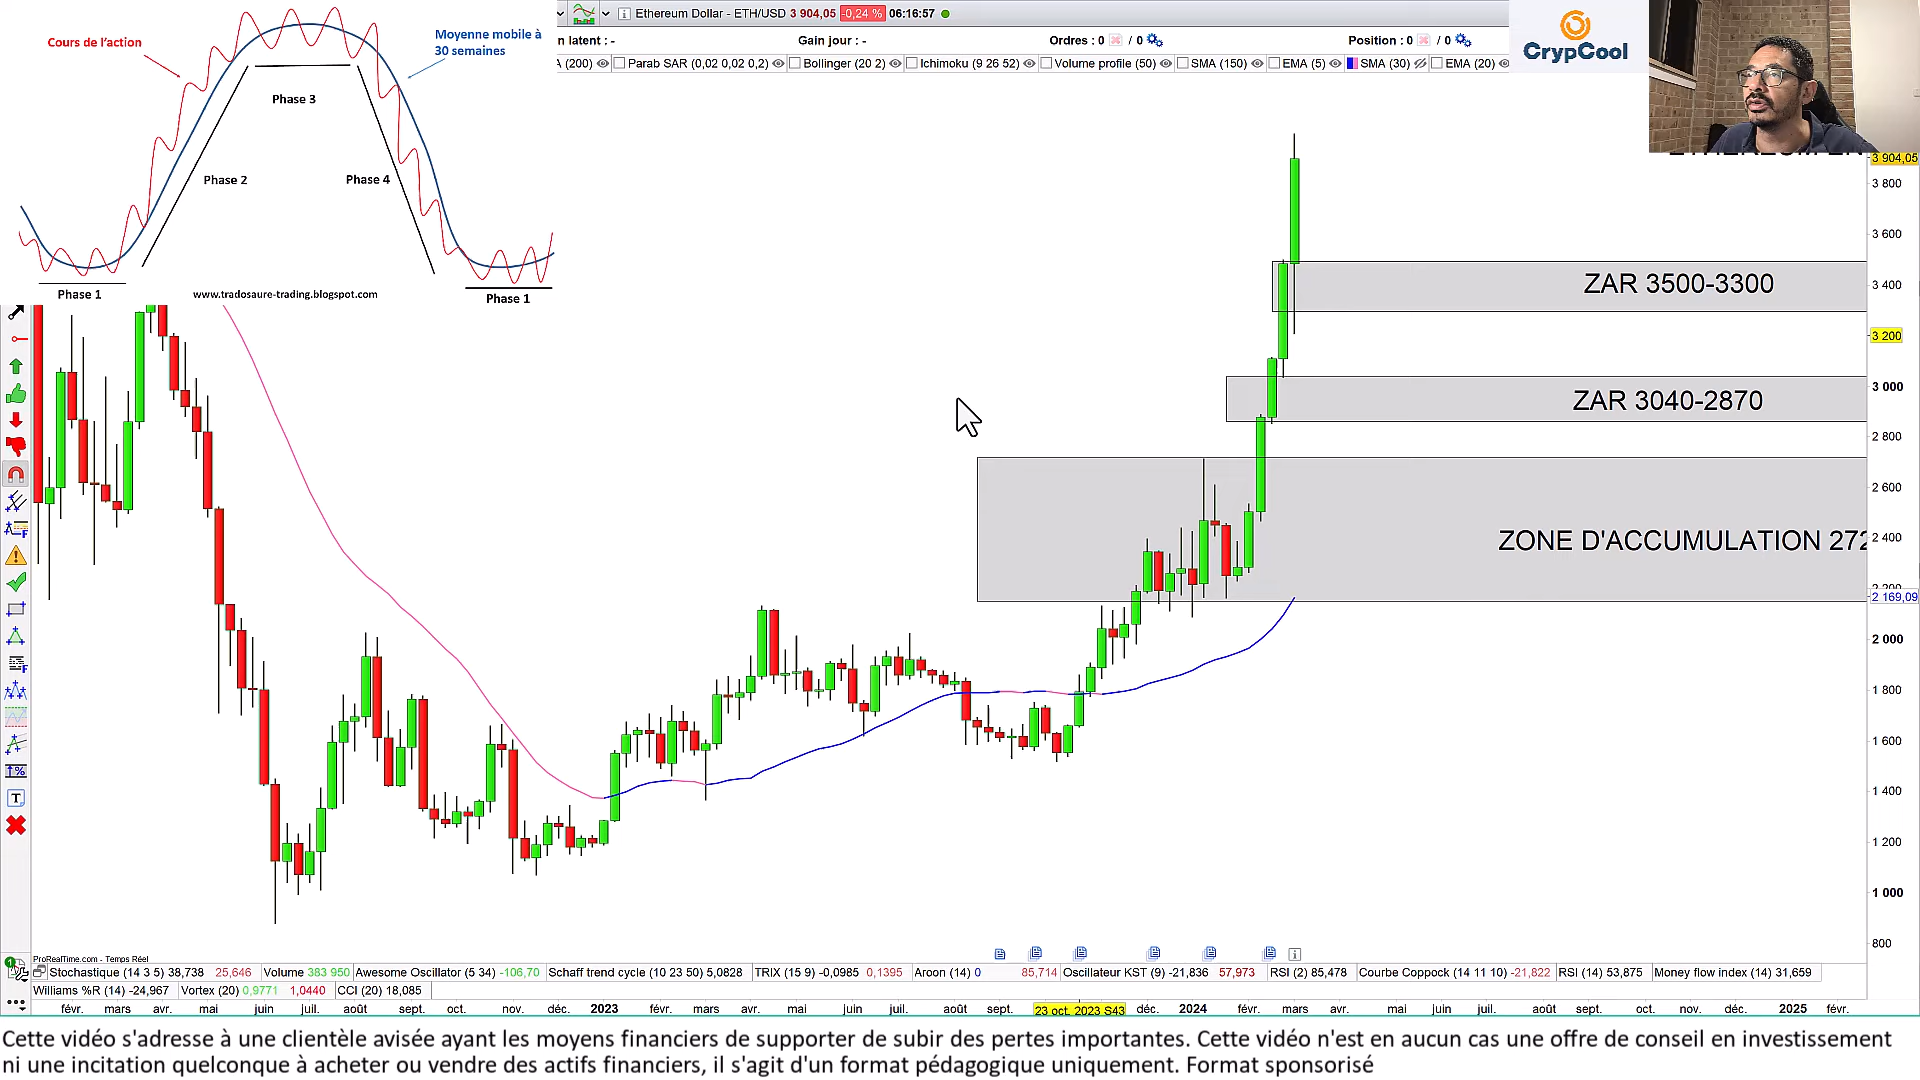 Cours de l'action
Moyenne mobile à
30 semaines
Phase 3
Phase 2
Phase 4
Phase 1
www.tradosaure-trading.blogspot.com
Phase 1
Ethereum Dollar - ETH/USD 3 904,05 -0,24 % 06:16:57
n latent : -
Gain jour : -
Ordres : 0 / 0
Position : 0 / 0
(200)
Parab SAR (0,02 0,02 0,2)
Bollinger (20 2)
Ichimoku (9 26 52)
Volume profile (50)
SMA (150)
EMA (5)
SMA (30)
EMA (20)
CrypCool
3 904,05
3 800
3 600
3 400
3 200
3 000
2 800
2 600
2 400
2 200
2 169,09
2 000
1 800
1 600
1 400
1 200
1 000
800
ZAR 3500-3300
ZAR 3040-2870
ZONE D'ACCUMULATION 272
ProRealTime.com - Temps Réel
Stochastique (14 3 5) 38,738 25,646 Volume 383 950 Awesome Oscillator (5 34) -106,70 Schaff trend cycle (10 23 50) 5,0828 TRIX (15 9) -0,0985 0,1395 Aroon (14) 0 85,714 Oscillateur KST (9) -21,836 57,973 RSI (2) 85,478 Courbe Coppock (14 11 10) -21,822 RSI (14) 53,875 Money flow index (14) 31,659
Williams %R (14) -24,967 Vortex (20) 0,9771 1,0440 CCI (20) 18,085
févr. mars avr. mai juin juil. août sept. oct. nov. déc. 2023 févr. mars avr. mai juin juil. août sept. 23 oct. 2023 S43 déc. 2024 févr. mars avr. mai juin juil. août sept. oct. nov. déc. 2025 févr.
Cette vidéo s'adresse à une clientèle avisée ayant les moyens financiers de supporter de subir des pertes importantes. Cette vidéo n'est en aucun cas une offre de conseil en investissement
ni une incitation quelconque à acheter ou vendre des actifs financiers, il s'agit d'un format pédagogique uniquement. Format sponsorisé